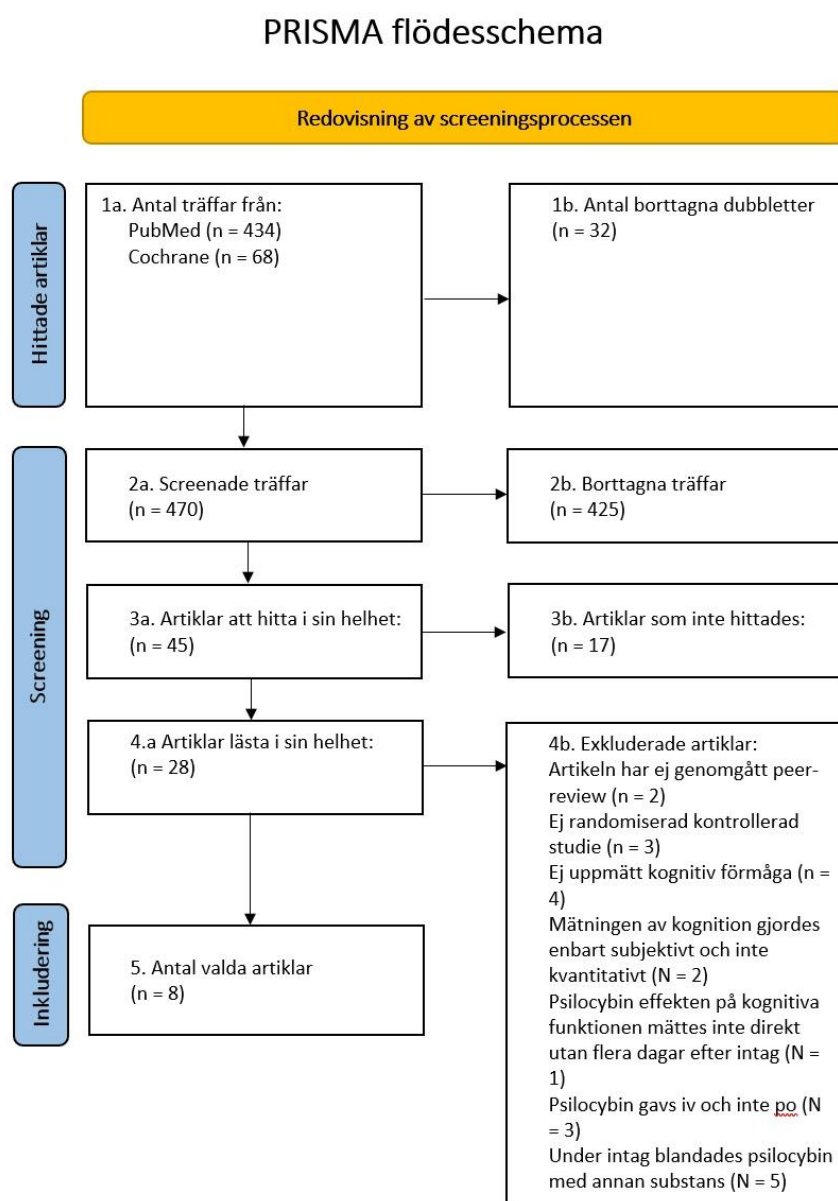 PRISMA flödesschema
Redovisning av screeningsprocessen
Hittade artiklar
1a. Antal träffar från:
PubMed (n = 434)
Cochrane (n = 68)
1b. Antal borttagna dubbletter
(n = 32)
Screening
2a. Screenade träffar
(n = 470)
2b. Borttagna träffar
(n = 425)
3a. Artiklar att hitta i sin helhet:
(n = 45)
3b. Artiklar som inte hittades:
(n = 17)
4.a Artiklar lästa i sin helhet:
(n = 28)
4b. Exkluderade artiklar:
Artikeln har ej genomgått peer-
review (n = 2)
Ej randomiserad kontrollerad
studie (n = 3)
Ej uppmätt kognitiv förmåga (n =
4)
Mätningen av kognition gjordes
enbart subjektivt och inte
kvantitativt (N = 2)
Psilocybin effekten på kognitiva
funktionen mättes inte direkt
utan flera dagar efter intag (N =
1)
Psilocybin gavs iv och inte po (N
= 3)
Under intag blandades psilocybin
med annan substans (N = 5)
Inkludering
5. Antal valda artiklar
(n = 8)